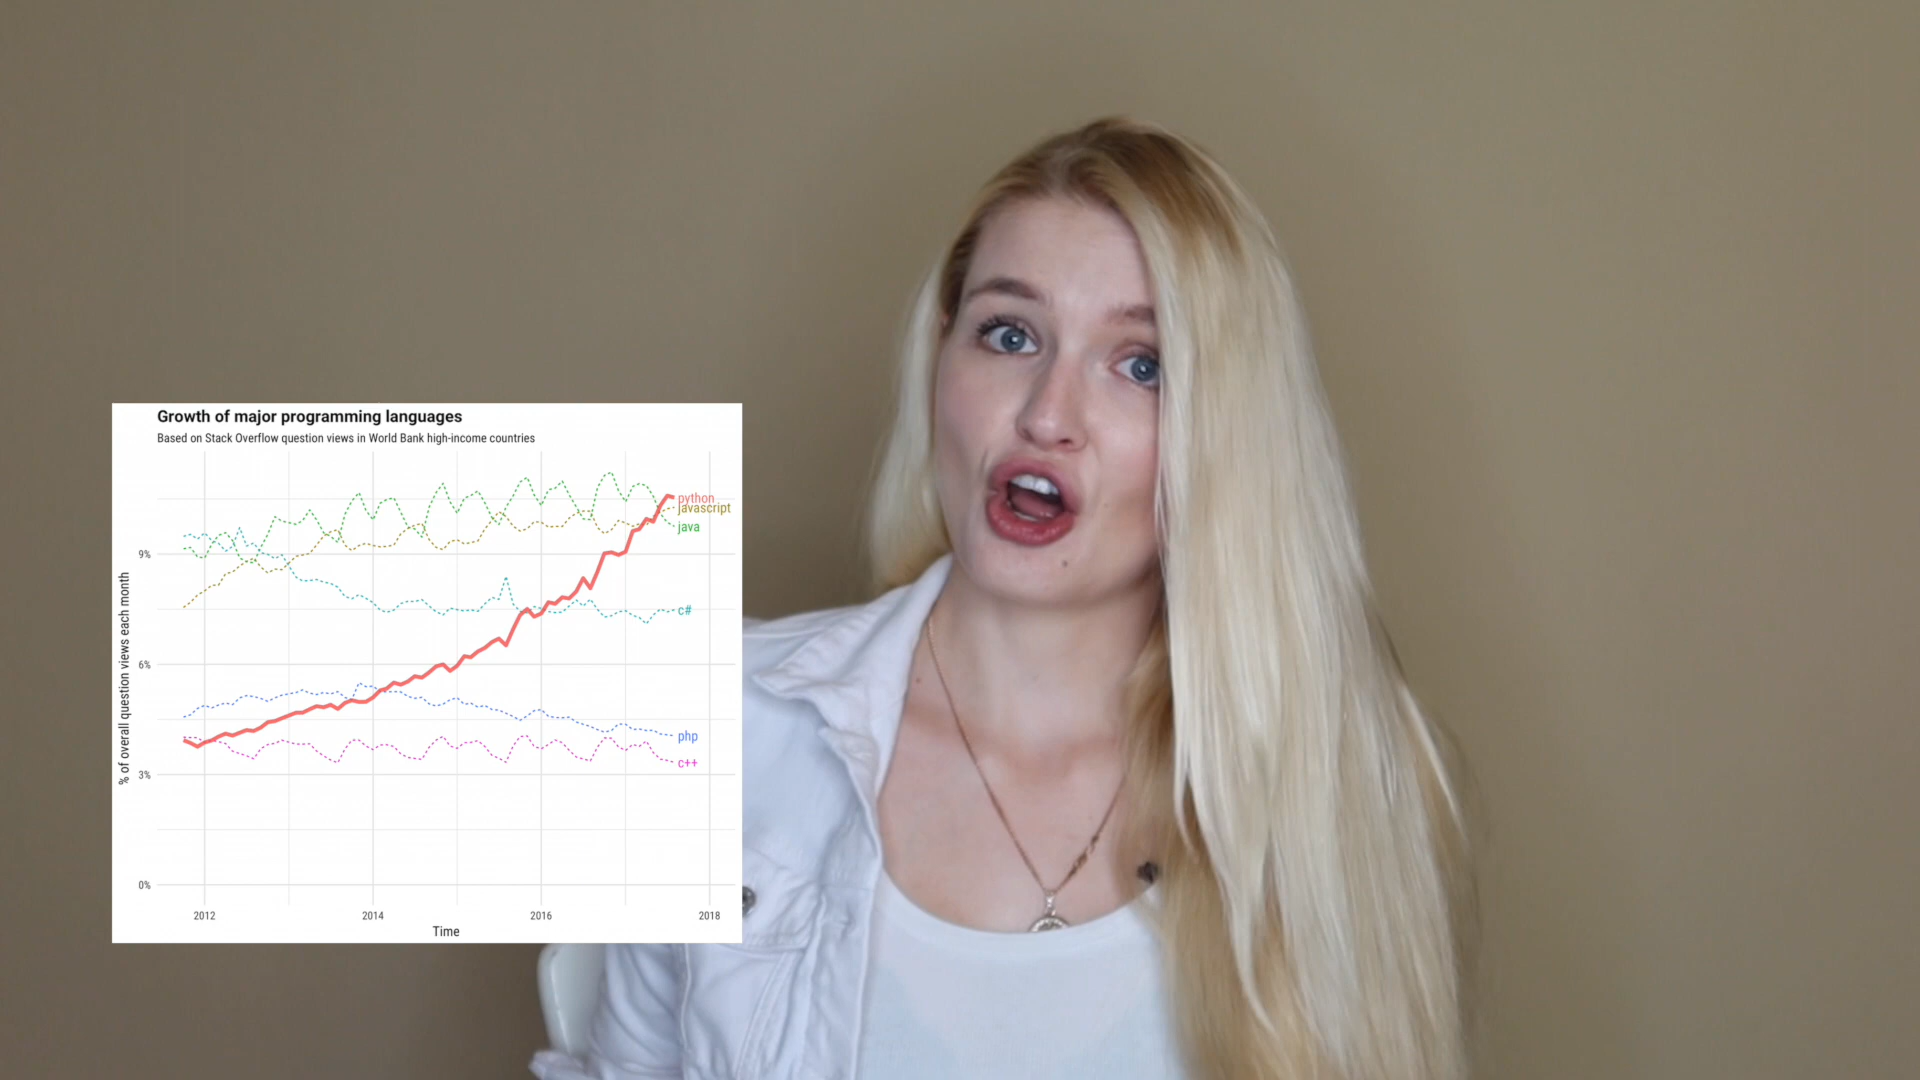 Growth of major programming languages
Based on Stack Overflow question views in World Bank high-income countries
% of overall question views each month
9%
6%
3%
0%
python
javascript
java
c#
php
c++
2012
2014
2016
2018
Time